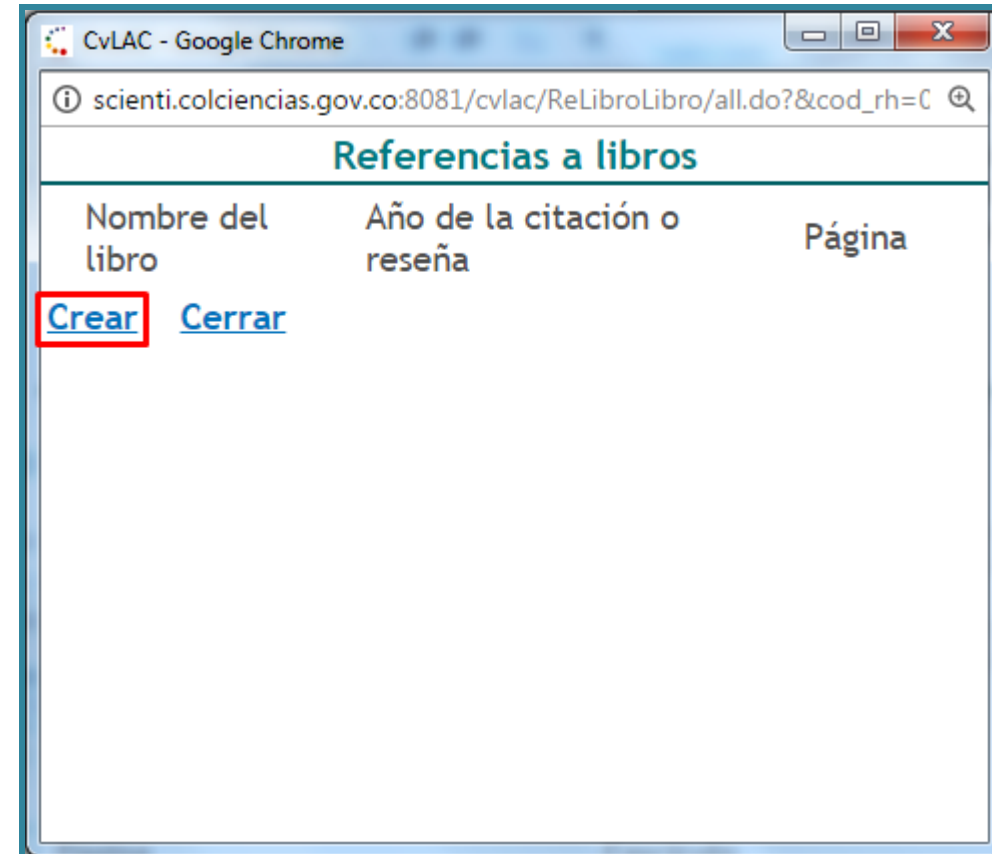 CvLAC - Google Chrome
scienti.colciencias.gov.co:8081/cvlac/ReLibroLibro/all.do?&cod_rh=0
Referencias a libros
Nombre del libro
Año de la citación o reseña
Página
Crear Cerrar